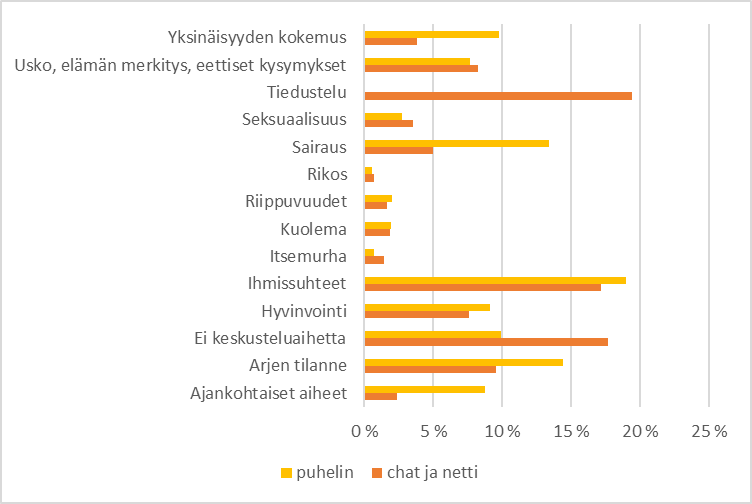 Yksinäisyyden kokemus
Usko, elämän merkitys, eettiset kysymykset
Tiedustelu
Seksuaalisuus
Sairaus
Rikos
Riippuvuudet
Kuolema
Itsemurha
Ihmissuhteet
Hyvinvointi
Ei keskusteluaihetta
Arjen tilanne
Ajankohtaiset aiheet
0 % 5 % 10 % 15 % 20 % 25 %
puhelin chat ja netti